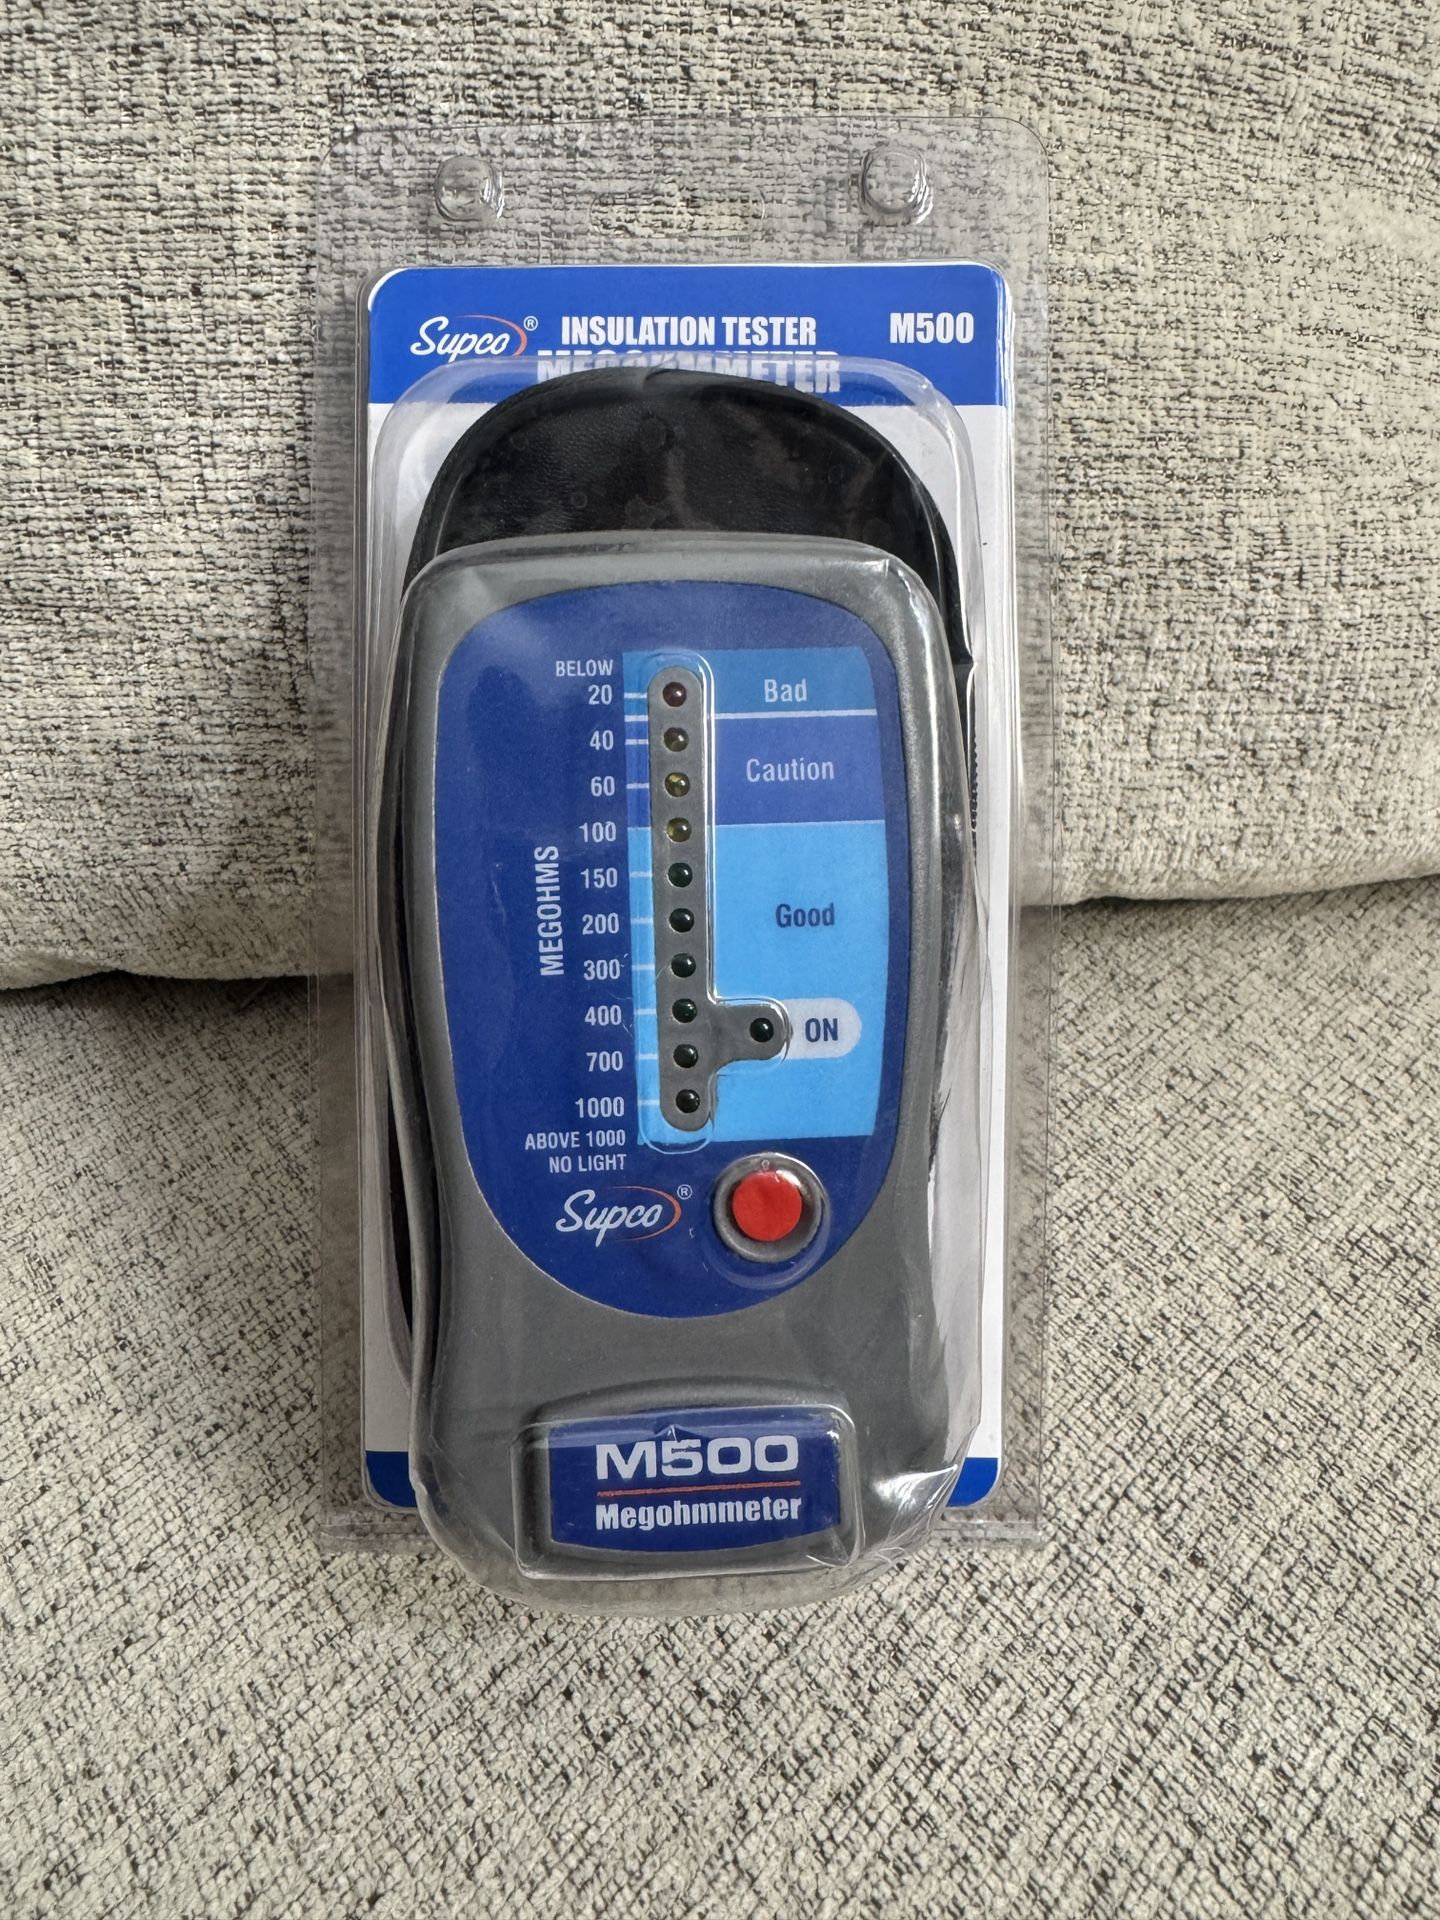 Supco® INSULATION TESTER M500
MEGOHMMETER
BELOW
20 Bad
40
Caution
60
100
MEGOHMS
150
200 Good
300
400
ON
700
1000
ABOVE 1000
NO LIGHT
Supco®
M500
Megohmmeter